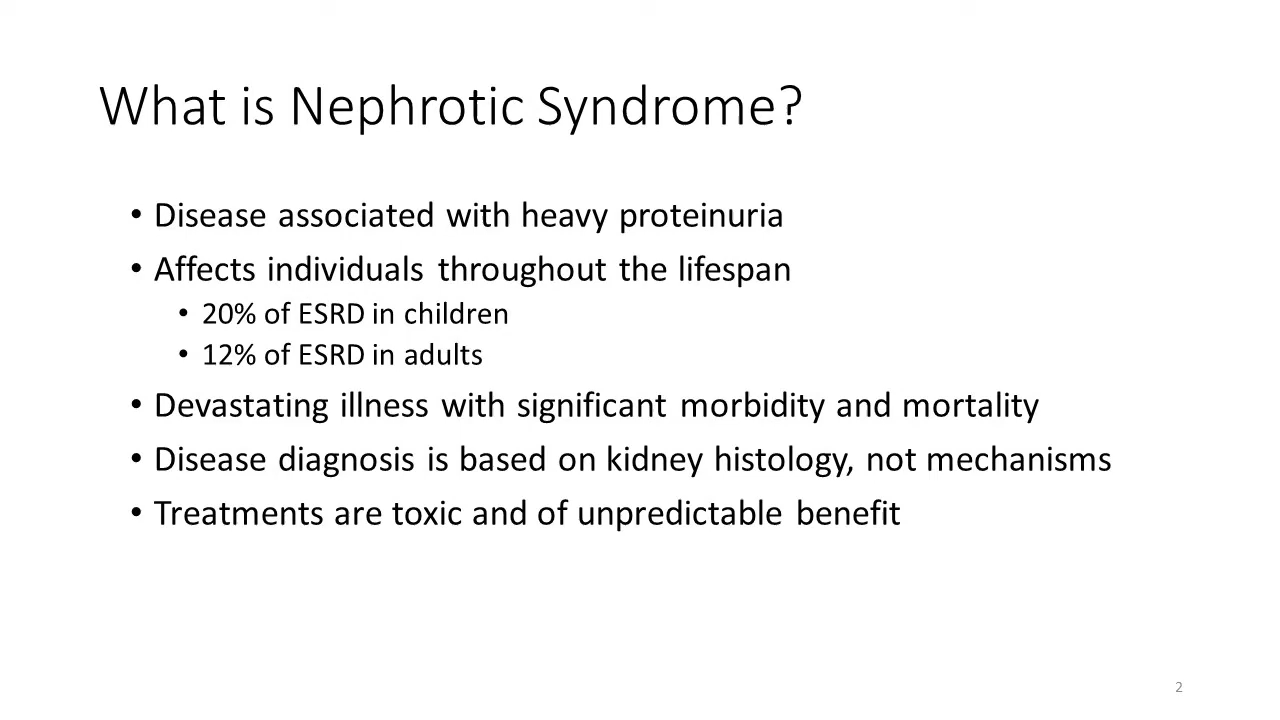 What is Nephrotic Syndrome?
• Disease associated with heavy proteinuria
• Affects individuals throughout the lifespan
• 20% of ESRD in children
• 12% of ESRD in adults
• Devastating illness with significant morbidity and mortality
• Disease diagnosis is based on kidney histology, not mechanisms
• Treatments are toxic and of unpredictable benefit
2